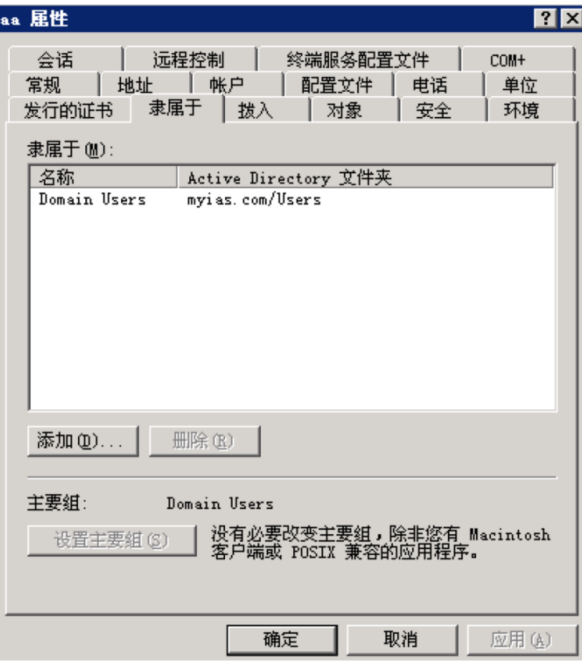 aa 属性
会话 远程控制 终端服务配置文件 COM+
常规 地址 帐户 配置文件 电话 单位
发行的证书 隶属于 拨入 对象 安全 环境
隶属于(M):
名称 Active Directory 文件夹
Domain Users myias.com/Users
添加(D)... 删除(R)
主要组: Domain Users
设置主要组(S) 没有必要改变主要组，除非您有 Macintosh
客户端或 POSIX 兼容的应用程序。
确定 取消 应用(A)